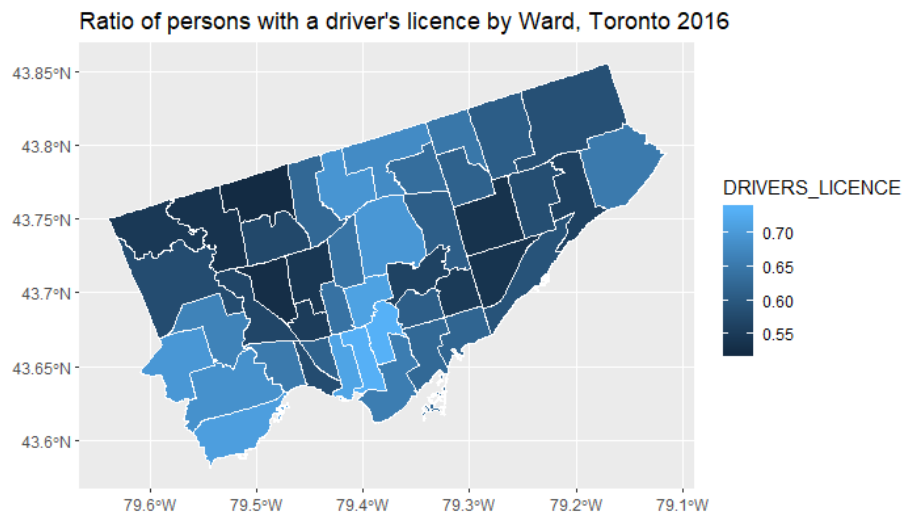 Ratio of persons with a driver's licence by Ward, Toronto 2016
43.85°N
43.8°N
43.75°N
43.7°N
43.65°N
43.6°N
79.6°W 79.5°W 79.4°W 79.3°W 79.2°W 79.1°W
DRIVERS_LICENCE
0.70
0.65
0.60
0.55